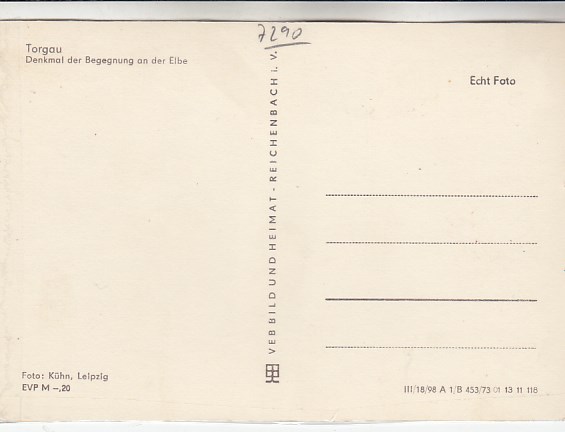 7290
Torgau
Denkmal der Begegnung an der Elbe
Echt Foto
VEB BILD UND HEIMAT - REICHENBACH i. V.
Foto: Kühn, Leipzig
EVP M –,20
III/18/98 A 1/B 453/73 01 13 11 118